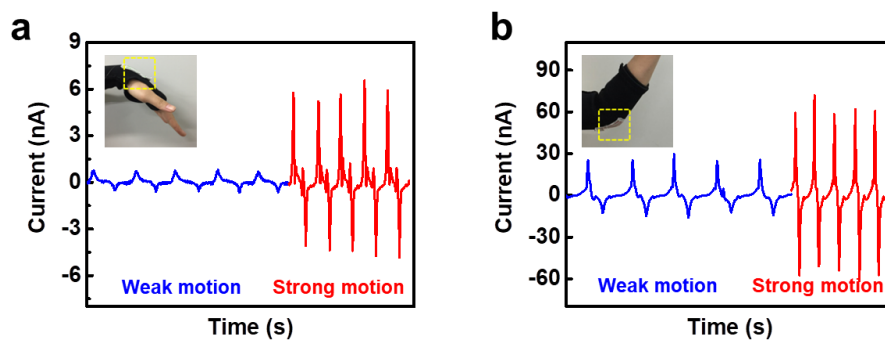 a
Current (nA)
9
6
3
0
-3
-6
Weak motion
Strong motion
Time (s)
b
Current (nA)
90
60
30
0
-30
-60
Weak motion
Strong motion
Time (s)